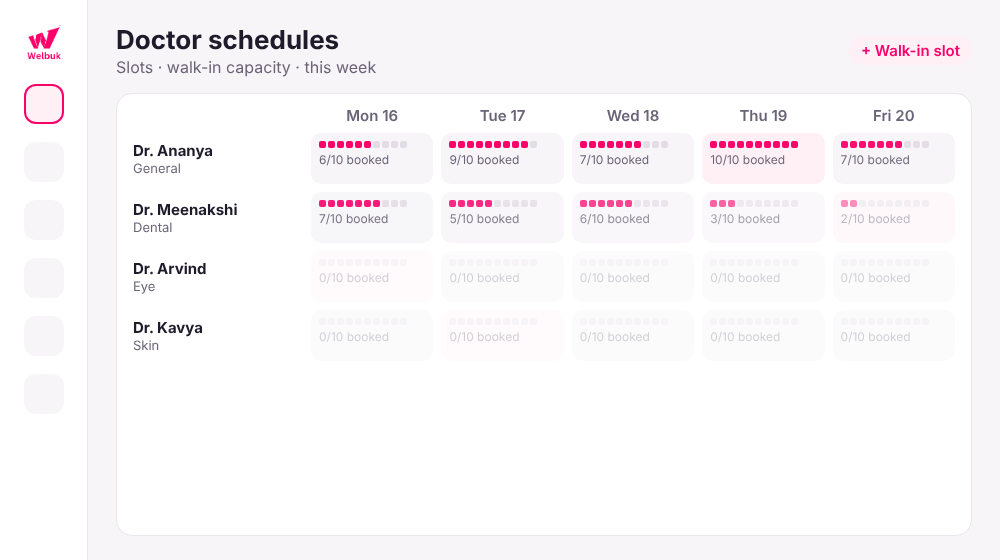 Welbuk
Doctor schedules
Slots · walk-in capacity · this week
+ Walk-in slot
Mon 16 Tue 17 Wed 18 Thu 19 Fri 20
Dr. Ananya
General
6/10 booked 9/10 booked 7/10 booked 10/10 booked 7/10 booked
Dr. Meenakshi
Dental
7/10 booked 5/10 booked 6/10 booked 3/10 booked 2/10 booked
Dr. Arvind
Eye
0/10 booked 0/10 booked 0/10 booked 0/10 booked 0/10 booked
Dr. Kavya
Skin
0/10 booked 0/10 booked 0/10 booked 0/10 booked 0/10 booked